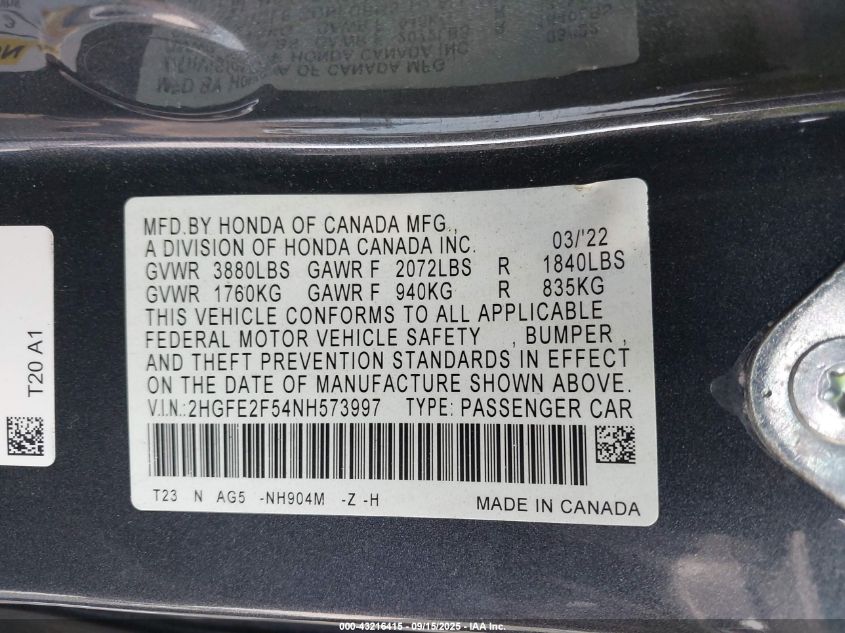 MFD.BY HONDA OF CANADA MFG.,
A DIVISION OF HONDA CANADA INC. 03/'22
GVWR 3880LBS GAWR F 2072LBS R 1840LBS
GVWR 1760KG GAWR F 940KG R 835KG
THIS VEHICLE CONFORMS TO ALL APPLICABLE
FEDERAL MOTOR VEHICLE SAFETY , BUMPER ,
AND THEFT PREVENTION STANDARDS IN EFFECT
ON THE DATE OF MANUFACTURE SHOWN ABOVE.
V.I.N.:2HGFE2F54NH573997 TYPE: PASSENGER CAR
T23 N AG5 -NH904M -Z -H
MADE IN CANADA
T20 A1
000-43216415 - 09/15/2025 - IAA Inc.